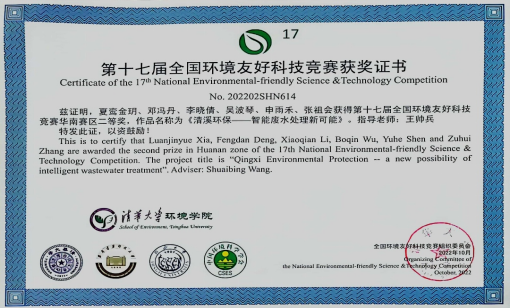 17
第十七届全国环境友好科技竞赛获奖证书
Certificate of the 17th National Environmental-friendly Science &Technology Competition
No. 202202SHN614
兹证明，夏鸾金玥、邓冯丹、李晓倩、吴波琴、申雨禾、张祖会获得第十七届全国环境友好科技
竞赛华南赛区二等奖，作品名称为《清溪环保——智能废水处理新可能》。指导老师：王帅兵
特发此证，以资鼓励！
This is to certify that Luanjinyue Xia, Fengdan Deng, Xiaoqian Li, Boqin Wu, Yuhe Shen and Zuhui
Zhang are awarded the second prize in Huanan zone of the 17th National Environmental-friendly Science &
Technology Competition. The project title is “Qingxi Environmental Protection -- a new possibility of
intelligent wastewater treatment”. Adviser: Shuaibing Wang.
清华大学环境学院
School of Environment, Tsinghua University
CSES
全国环境友好科技竞赛组织委员会
2022年10月
Organizing Committee of
the National Environmental-friendly Science &Technology Competition
October, 2022